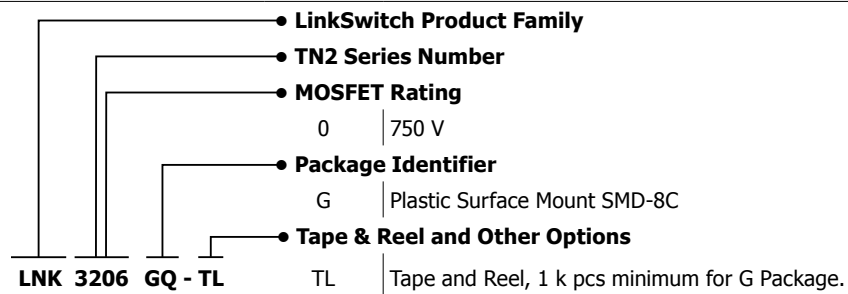 LinkSwitch Product Family
TN2 Series Number
MOSFET Rating
0 750 V
Package Identifier
G Plastic Surface Mount SMD-8C
Tape & Reel and Other Options
LNK 3206 GQ - TL TL Tape and Reel, 1 k pcs minimum for G Package.